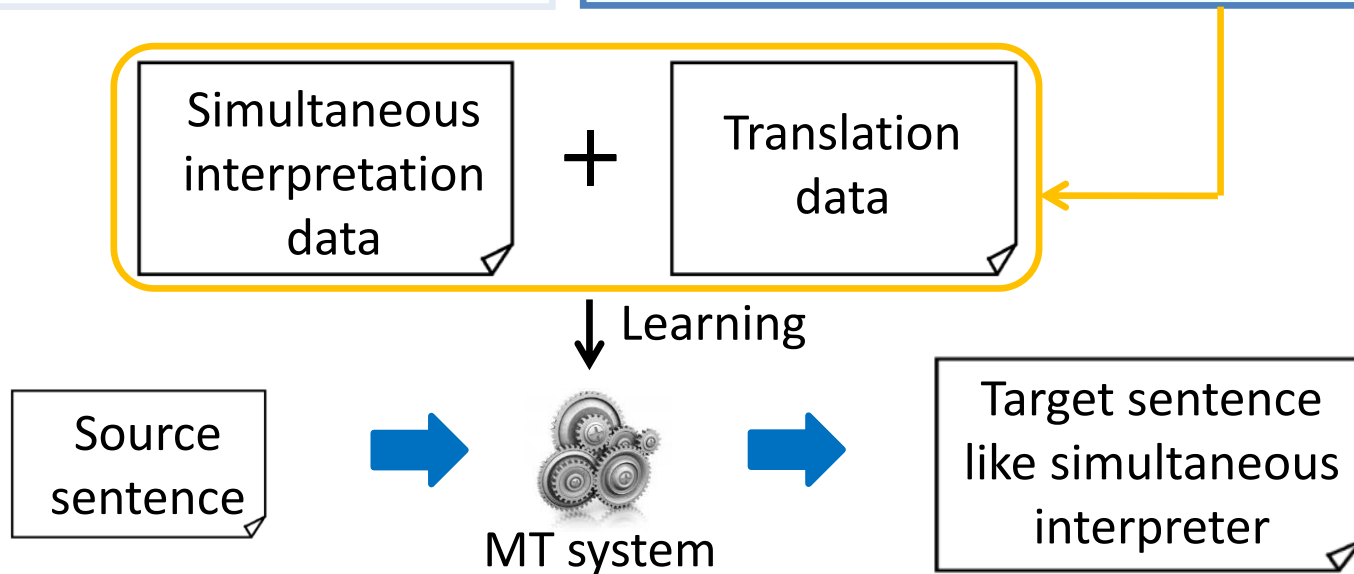 Simultaneous
interpretation
data
+
Translation
data
Learning
Source
sentence
MT system
Target sentence
like simultaneous
interpreter